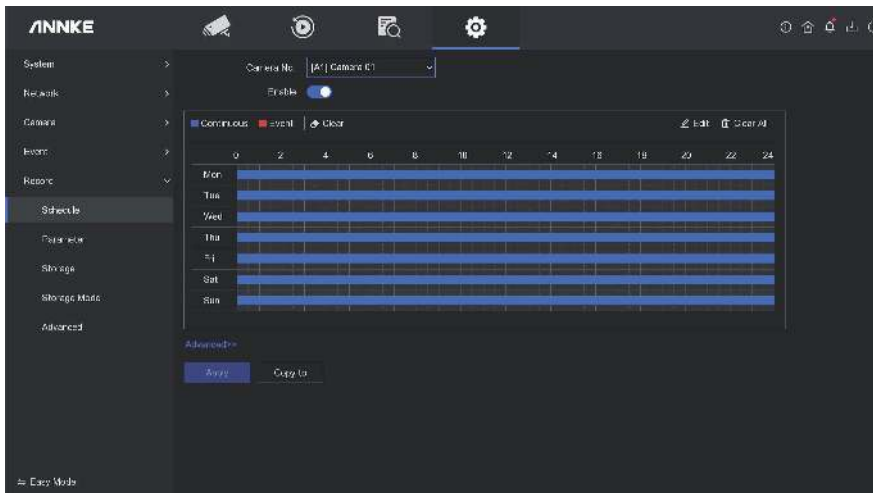 ANNKE
System
Network
Camera
Event
Record
Schedule
Parameter
Storage
Storage Mode
Advanced
Easy Mode
Camera No. [A1] Camera 01
Enable
Continuous Event Clear Edit Clear All
0 2 4 6 8 10 12 14 16 18 20 22 24
Mon
Tue
Wed
Thu
Fri
Sat
Sun
Advanced>>
Apply Copy to